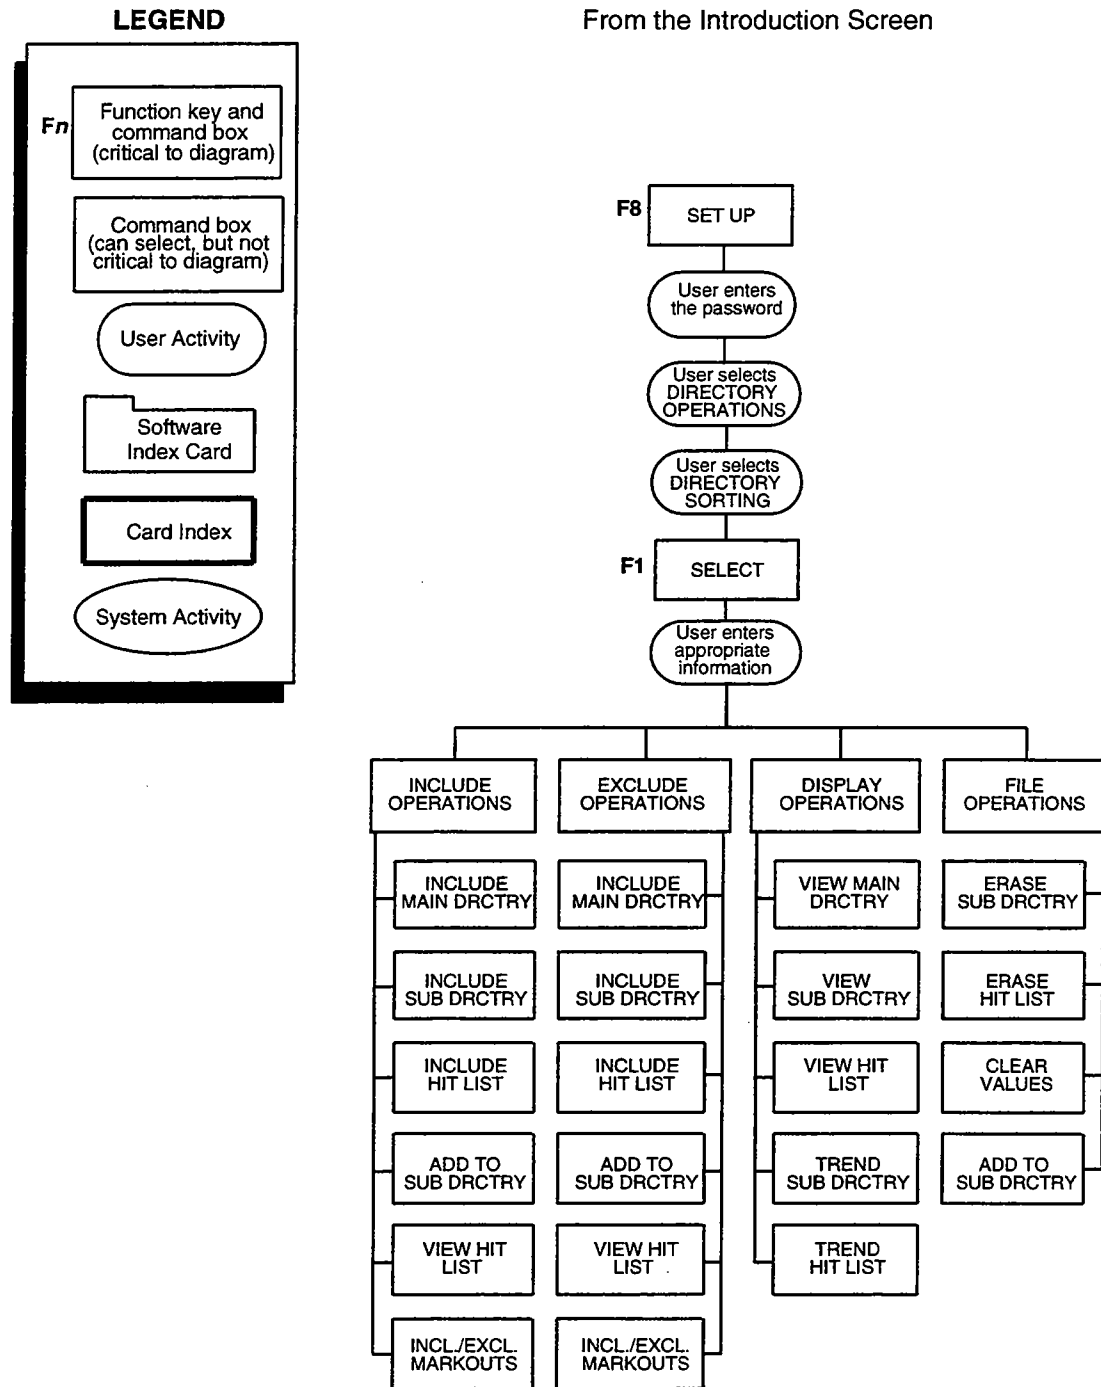 LEGEND
From the Introduction Screen
Fn
Function key and
command box
(critical to diagram)
Command box
(can select, but not
critical to diagram)
User Activity
Software
Index Card
Card Index
System Activity
F8
SET UP
User enters
the password
User selects
DIRECTORY
OPERATIONS
User selects
DIRECTORY
SORTING
F1
SELECT
User enters
appropriate
information
INCLUDE
OPERATIONS
INCLUDE
MAIN DRCTRY
INCLUDE
SUB DRCTRY
INCLUDE
HIT LIST
ADD TO
SUB DRCTRY
VIEW HIT
LIST
INCL./EXCL.
MARKOUTS
EXCLUDE
OPERATIONS
INCLUDE
MAIN DRCTRY
INCLUDE
SUB DRCTRY
INCLUDE
HIT LIST
ADD TO
SUB DRCTRY
VIEW HIT
LIST
INCL./EXCL.
MARKOUTS
DISPLAY
OPERATIONS
VIEW MAIN
DRCTRY
VIEW
SUB DRCTRY
VIEW HIT
LIST
TREND
SUB DRCTRY
TREND
HIT LIST
FILE
OPERATIONS
ERASE
SUB DRCTRY
ERASE
HIT LIST
CLEAR
VALUES
ADD TO
SUB DRCTRY